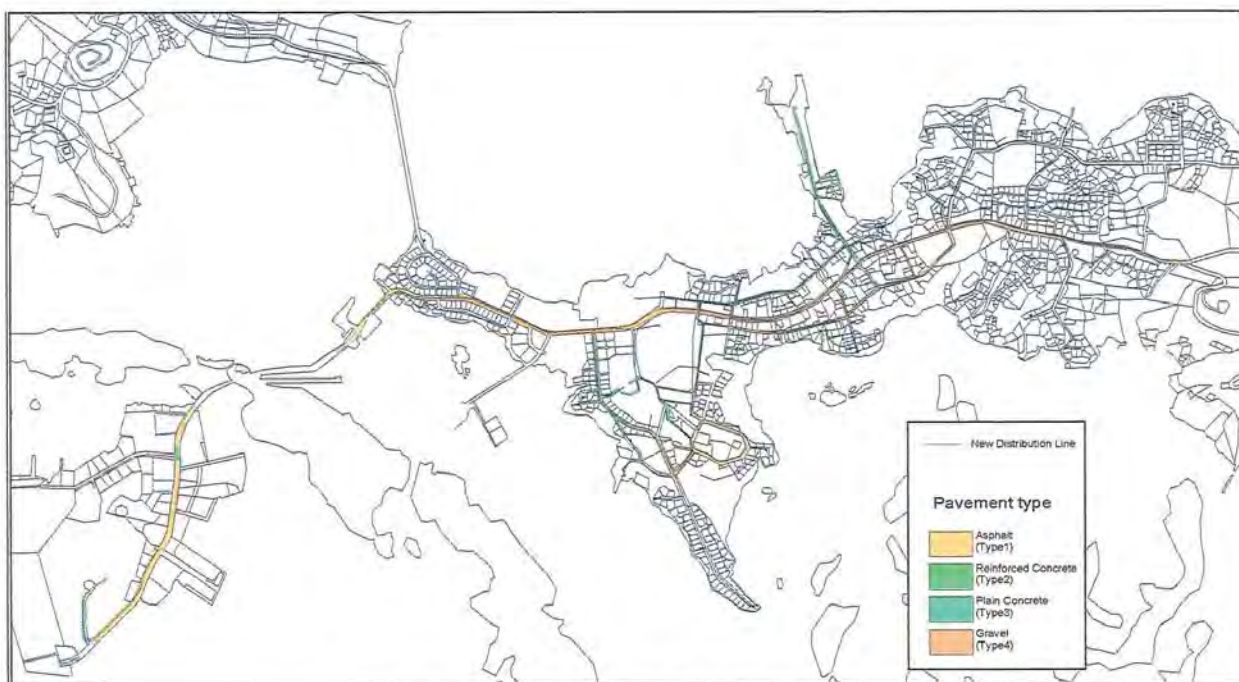 New Distribution Line
Pavement type
Asphalt
(Type1)
Reinforced Concrete
(Type2)
Plain Concrete
(Type3)
Gravel
(Type4)